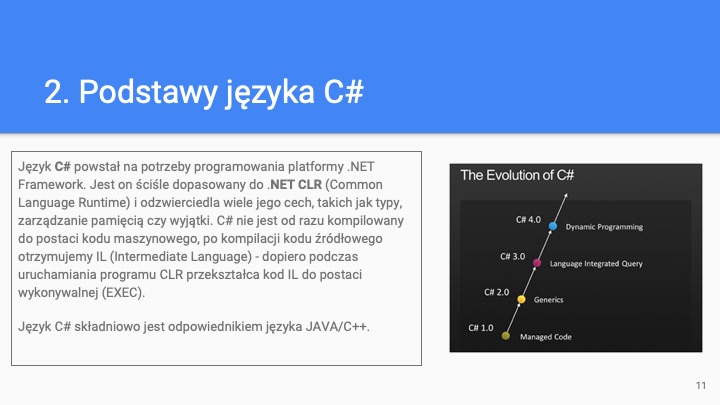 2. Podstawy języka C#
Język C# powstał na potrzeby programowania platformy .NET
Framework. Jest on ściśle dopasowany do .NET CLR (Common
Language Runtime) i odzwierciedla wiele jego cech, takich jak typy,
zarządzanie pamięcią czy wyjątki. C# nie jest od razu kompilowany
do postaci kodu maszynowego, po kompilacji kodu źródłowego
otrzymujemy IL (Intermediate Language) - dopiero podczas
uruchamiania programu CLR przekształca kod IL do postaci
wykonywalnej (EXEC).
Język C# składniowo jest odpowiednikiem języka JAVA/C++.
The Evolution of C#
C# 4.0
Dynamic Programming
C# 3.0
Language Integrated Query
C# 2.0
Generics
C# 1.0
Managed Code
11